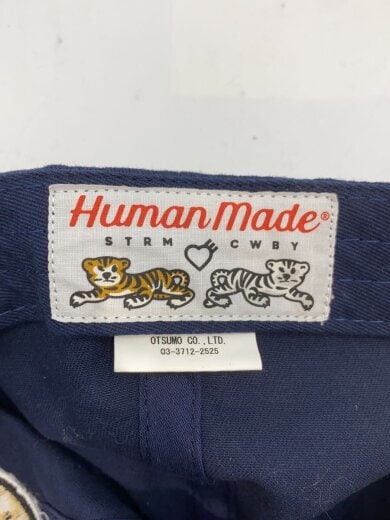 Human Made®
STRM CWBY
OTSUMO CO.,LTD.
03-3712-2525